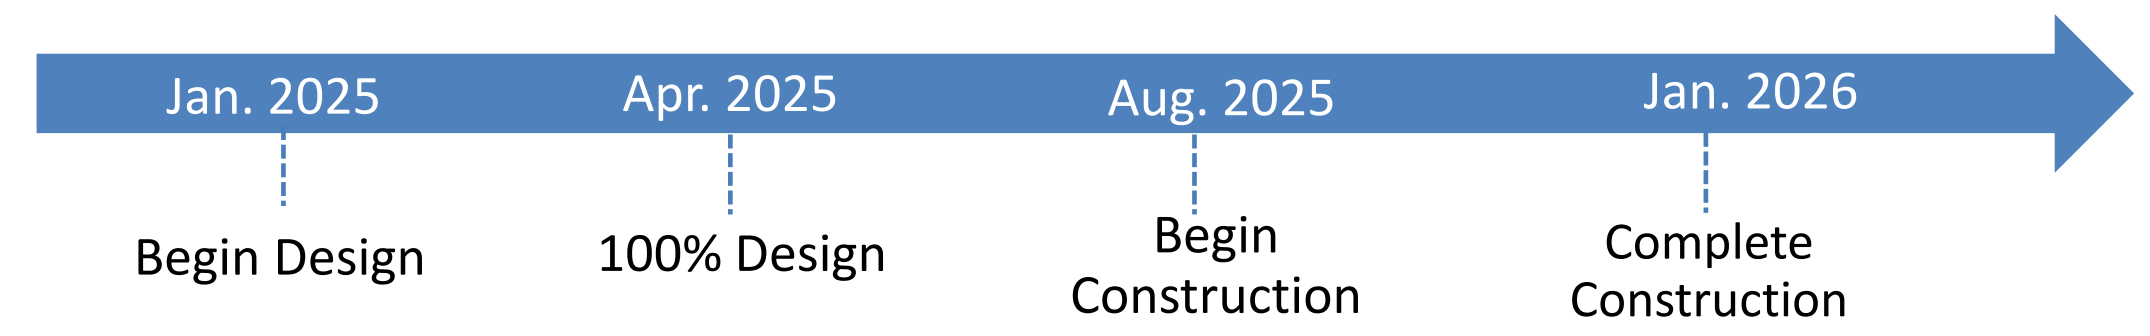 Jan. 2025
Apr. 2025
Aug. 2025
Jan. 2026
Begin Design
100% Design
Begin
Construction
Complete
Construction